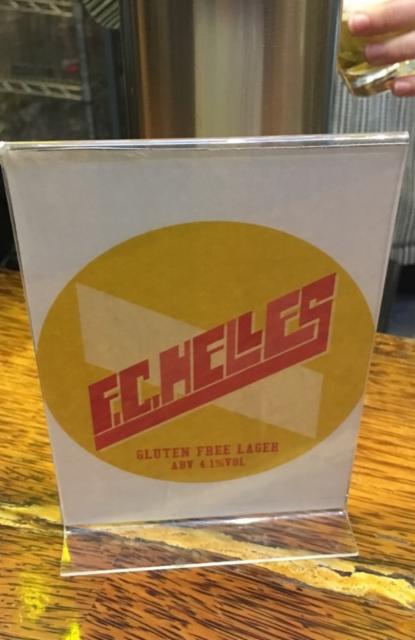 F.C. HELLES
GLUTEN FREE LAGER
ABV 4.1%VOL